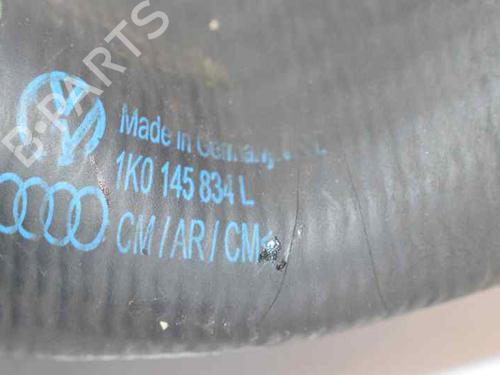 B-PARTS
Made in Germany
1K0 145 834 L
CM / AR / CM